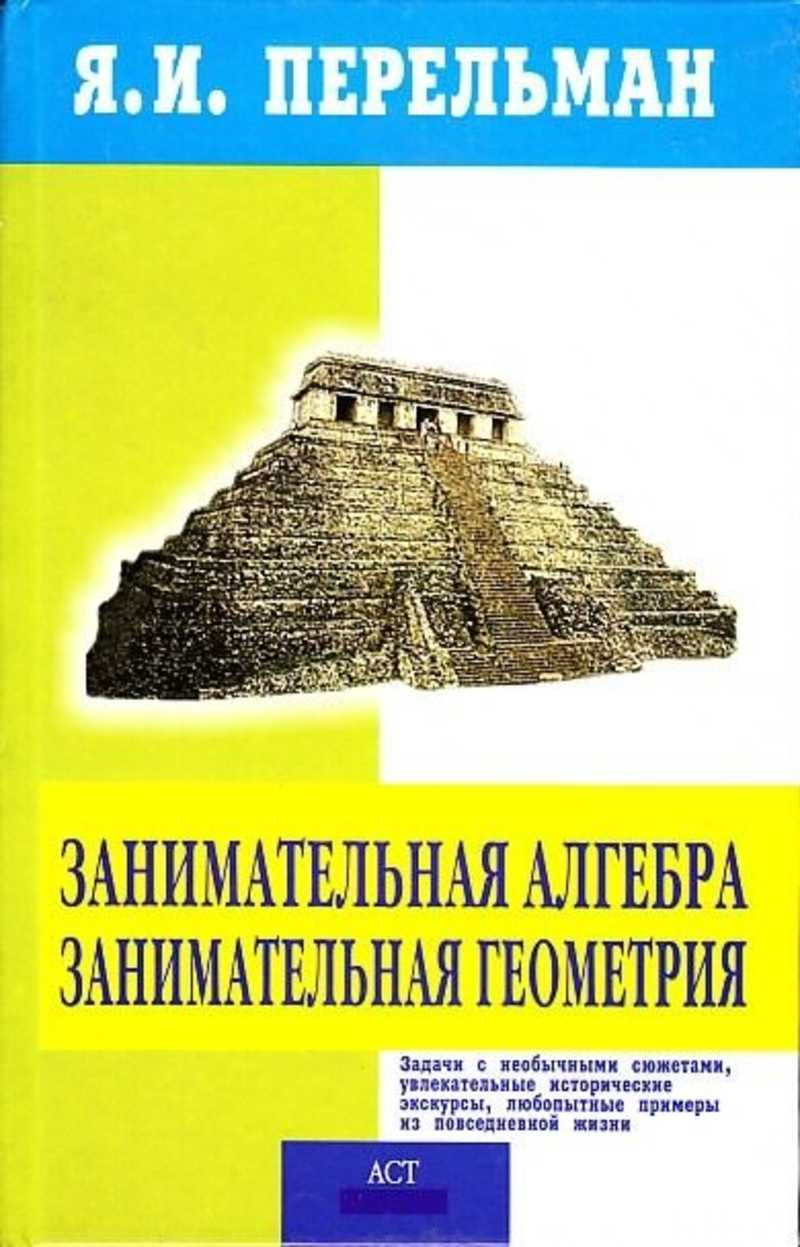 Я.И. ПЕРЕЛЬМАН
ЗАНИМАТЕЛЬНАЯ АЛГЕБРА
ЗАНИМАТЕЛЬНАЯ ГЕОМЕТРИЯ
Задачи с необычными сюжетами,
увлекательные исторические
экскурсы, любопытные примеры
из повседневной жизни
АСТ